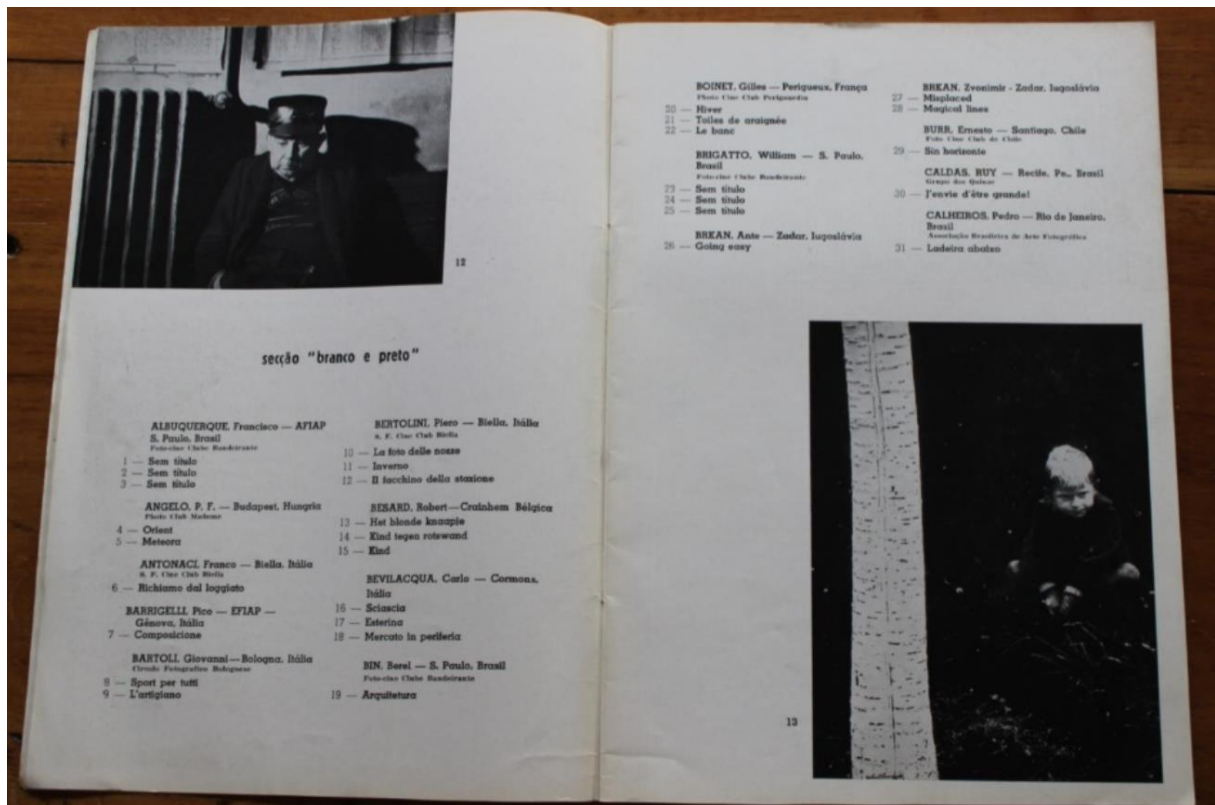 12
secção "branco e preto"
ALBUQUERQUE, Francisco — AFIAP
S. Paulo, Brasil
Foto-cine Clube Bandeirante
1 — Sem título
2 — Sem título
3 — Sem título
ANGELO, P. F. — Budapest, Hungria
Photo Club Madome
4 — Orient
5 — Meteora
ANTONACI, Franco — Biella, Itália
S. F. Cine Club Biella
6 — Richiamo dal loggiato
BARRIGELLI, Pico — EFIAP —
Génova, Itália
7 — Composicione
BARTOLI, Giovanni — Bologna, Itália
Circolo Fotografico Bolognese
8 — Sport per tutti
9 — L'artigiano
BERTOLINI, Piero — Biella, Itália
S. F. Cine Club Biella
10 — La foto delle nozze
11 — Inverno
12 — Il facchino della stazione
BESARD, Robert — Crainhem Bélgica
13 — Het blonde knaapje
14 — Kind tegen rotswand
15 — Kind
BEVILACQUA, Carlo — Cormons,
Itália
16 — Sciascia
17 — Esterina
18 — Mercato in periferia
BIN, Berel — S. Paulo, Brasil
Foto-cine Clube Bandeirante
19 — Arquitetura
BOINET, Gilles — Perigueux, França
Photo Cine Club Perigourdin
20 — Hiver
21 — Toiles de araignée
22 — Le banc
BRIGATTO, William — S. Paulo,
Brasil
Foto-cine Clube Bandeirante
23 — Sem título
24 — Sem título
25 — Sem título
BRKAN, Ante — Zadar, Iugoslávia
26 — Going easy
BRKAN, Zvonimir - Zadar, Iugoslávia
27 — Misplaced
28 — Magical lines
BURR, Ernesto — Santiago, Chile
Foto Cine Club de Chile
29 — Sin horizonte
CALDAS, RUY — Recife, Pe., Brasil
Grupo dos Quinze
30 — J'envie d'être grande!
CALHEIROS, Pedro — Rio de Janeiro,
Brasil
Associação Brasileira de Arte Fotográfica
31 — Ladeira abaixo
13